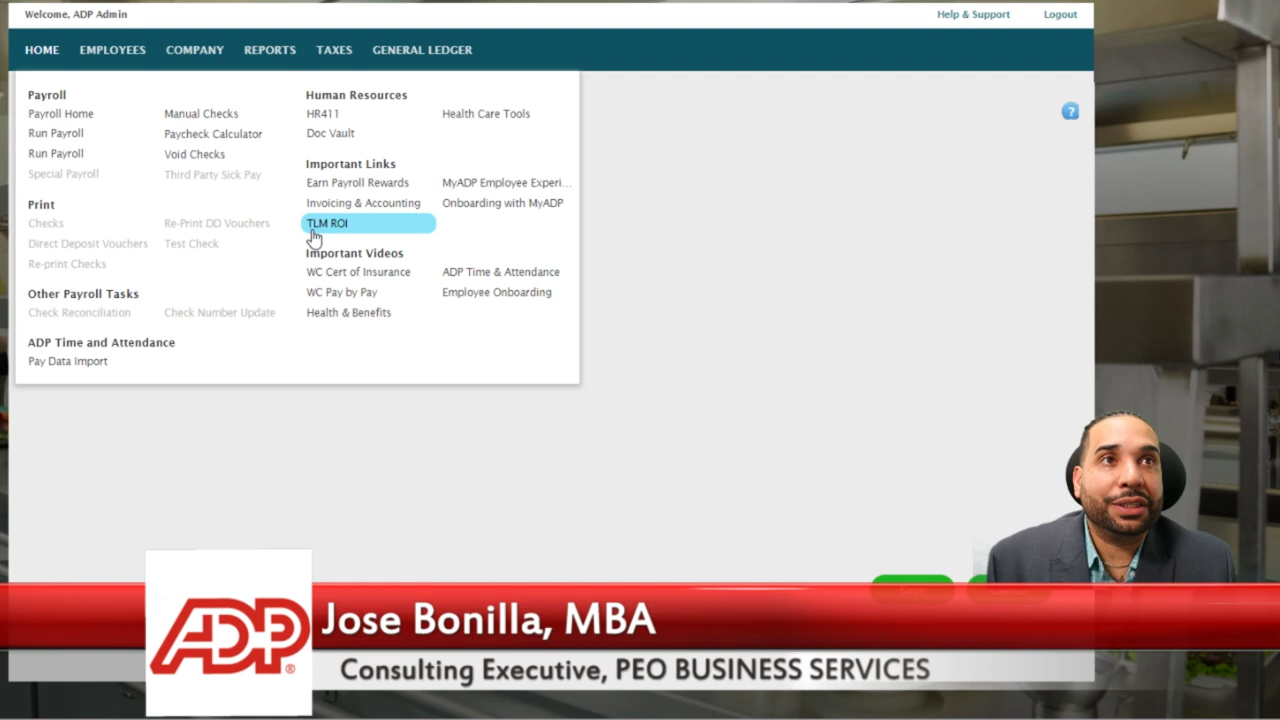 Welcome, ADP Admin
Help & Support
Logout
HOME
EMPLOYEES
COMPANY
REPORTS
TAXES
GENERAL LEDGER
Payroll
Payroll Home
Manual Checks
Run Payroll
Paycheck Calculator
Run Payroll
Void Checks
Special Payroll
Third Party Sick Pay
Print
Checks
Re-Print DD Vouchers
Direct Deposit Vouchers
Test Check
Re-print Checks
Other Payroll Tasks
Check Reconciliation
Check Number Update
ADP Time and Attendance
Pay Data Import
Human Resources
HR411
Health Care Tools
Doc Vault
Important Links
Earn Payroll Rewards
MyADP Employee Experi...
Invoicing & Accounting
Onboarding with MyADP
TLM ROI
Important Videos
WC Cert of Insurance
ADP Time & Attendance
WC Pay by Pay
Employee Onboarding
Health & Benefits
?
ADP®
Jose Bonilla, MBA
Consulting Executive, PEO BUSINESS SERVICES